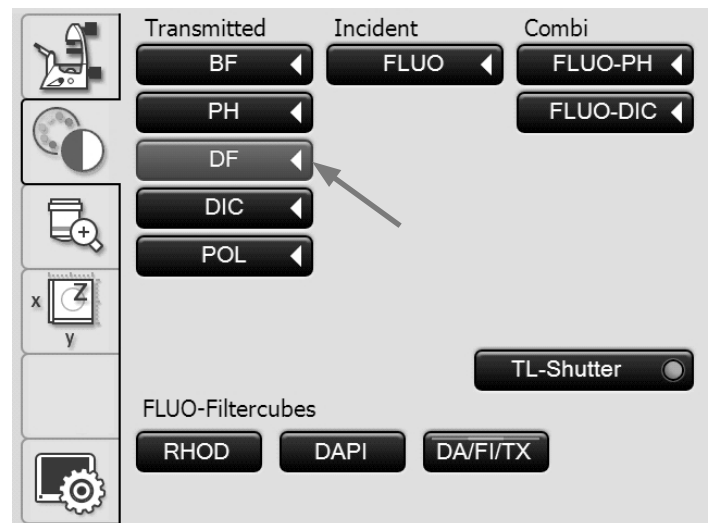 Transmitted Incident Combi
BF FLUO FLUO-PH
PH FLUO-DIC
DF
DIC
POL
x Z
y
TL-Shutter
FLUO-Filtercubes
RHOD DAPI DA/FI/TX